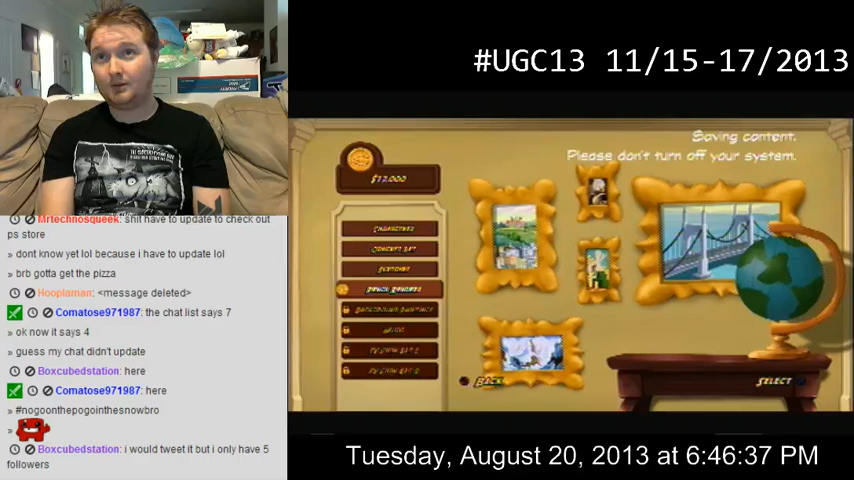 #UGC13 11/15-17/2013
Saving content.
Please don't turn off your system.
$12,000
CHARACTERS
CONCEPT ART
SKETCHES
MUSIC
BACK
SELECT
Mrtechnosqueek: shit have to update to check out
ps store
» dont know yet lol because i have to update lol
» brb gotta get the pizza
Hooplaman: <message deleted>
Comatose971987: the chat list says 7
» ok now it says 4
» guess my chat didn't update
Boxcubedstation: here
Comatose971987: here
» #nogoonthepogointhesnowbro
»
Boxcubedstation: i would tweet it but i only have 5
followers
Tuesday, August 20, 2013 at 6:46:37 PM